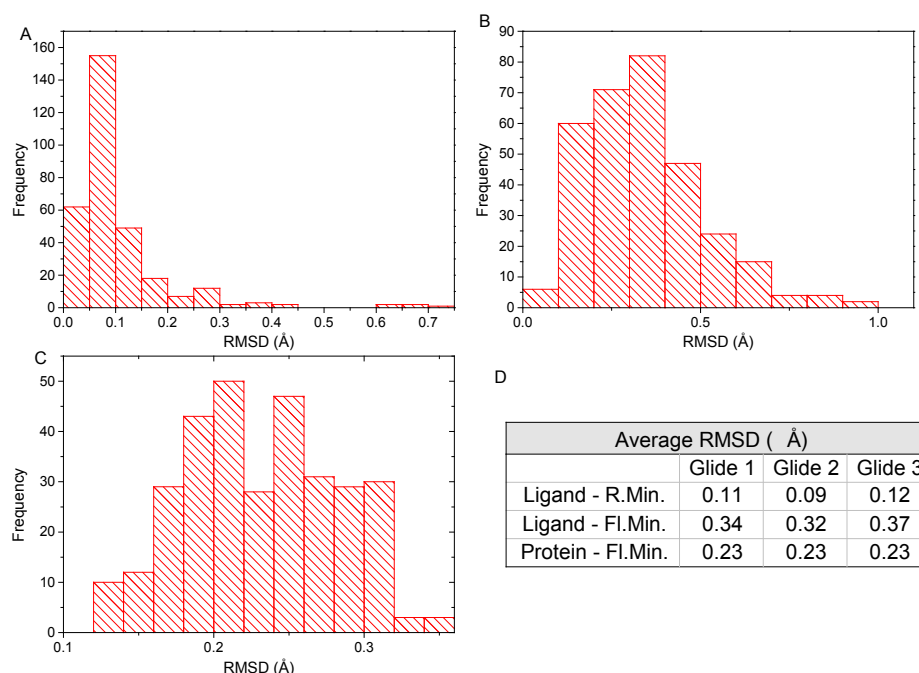 A
160
140
120
100
80
60
40
20
0
Frequency
0.0 0.1 0.2 0.3 0.4 0.5 0.6 0.7
RMSD (Å)
B
90
80
70
60
50
40
30
20
10
0
Frequency
0.0 0.5 1.0
RMSD (Å)
C
50
40
30
20
10
0
Frequency
0.1 0.2 0.3
RMSD (Å)
D
Average RMSD ( Å)
Glide 1 Glide 2 Glide 3
Ligand - R.Min. 0.11 0.09 0.12
Ligand - Fl.Min. 0.34 0.32 0.37
Protein - Fl.Min. 0.23 0.23 0.23